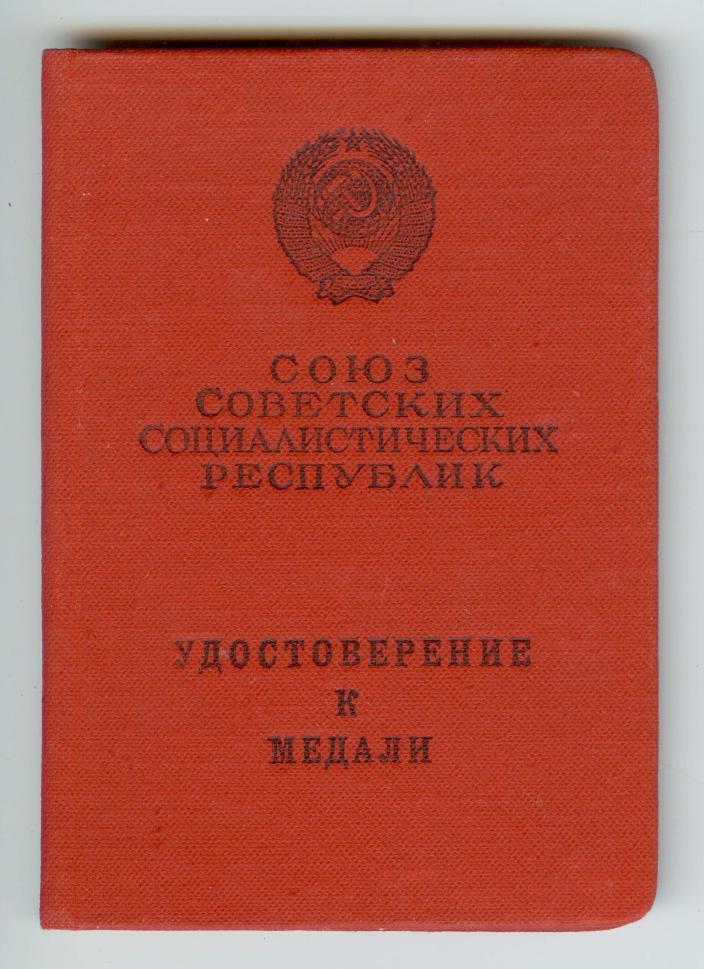 СОЮЗ
СОВЕТСКИХ
СОЦИАЛИСТИЧЕСКИХ
РЕСПУБЛИК
УДОСТОВЕРЕНИЕ
К
МЕДАЛИ